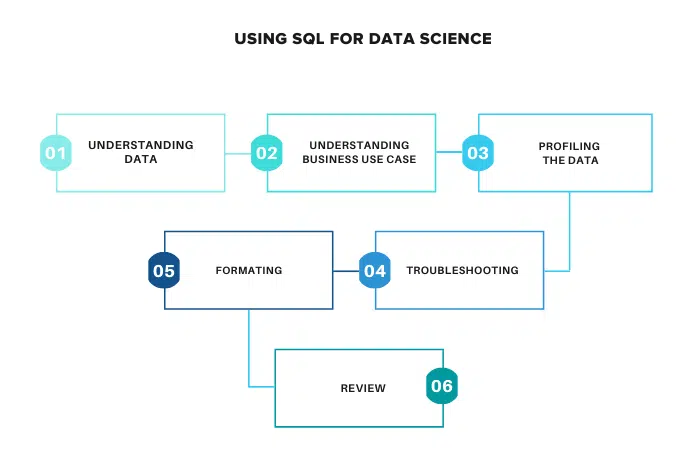 USING SQL FOR DATA SCIENCE
01
UNDERSTANDING
DATA
02
UNDERSTANDING
BUSINESS USE CASE
03
PROFILING
THE DATA
04
TROUBLESHOOTING
05
FORMATING
REVIEW
06